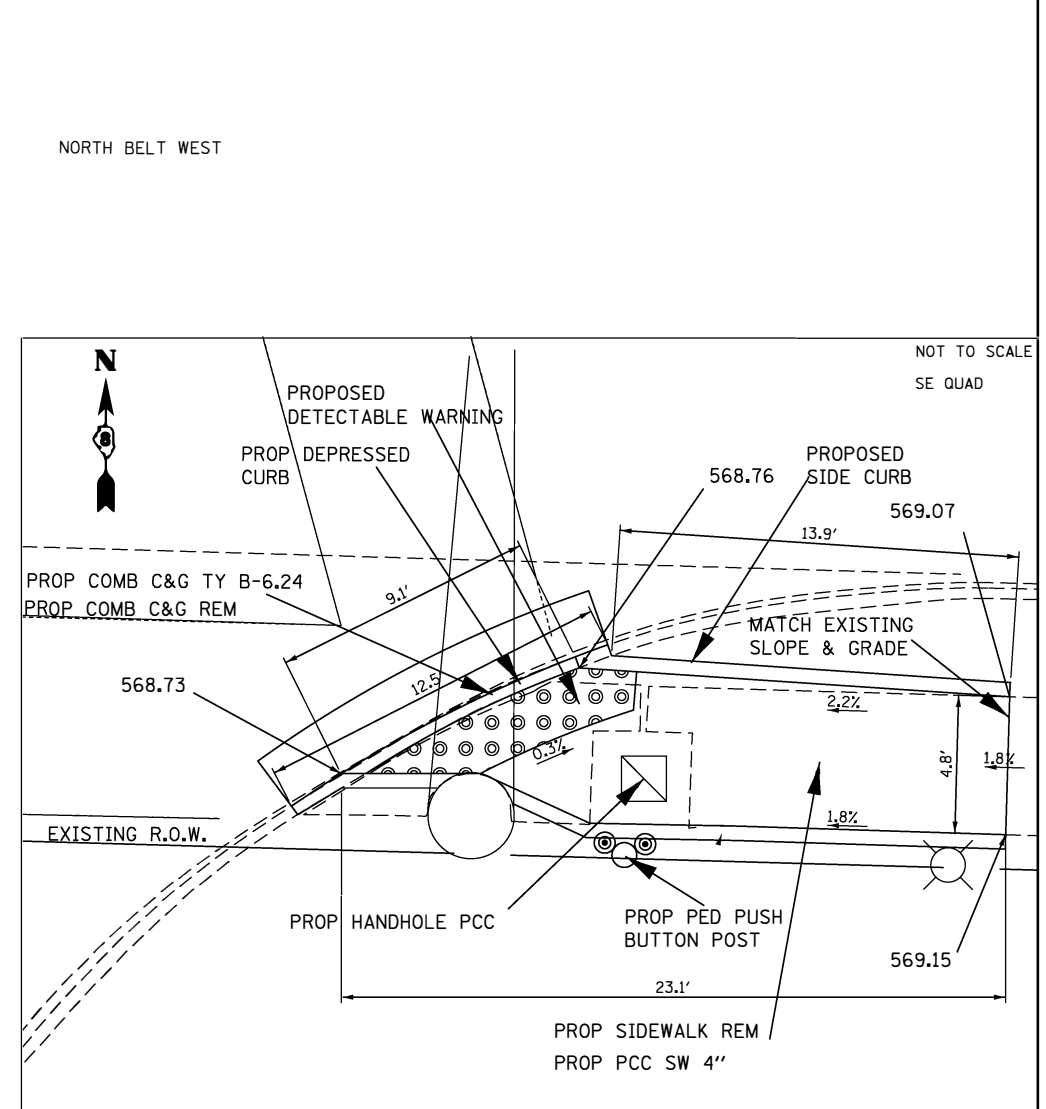 NORTH BELT WEST
NOT TO SCALE
SE QUAD
N
8
PROPOSED
DETECTABLE WARNING
PROP DEPRESSED
CURB
568.76
PROPOSED
SIDE CURB
569.07
13.9'
PROP COMB C&G TY B-6.24
PROP COMB C&G REM
9.1'
MATCH EXISTING
SLOPE & GRADE
568.73
12.5
2.2%
0.3%
4.8'
1.8%
1.8%
EXISTING R.O.W.
PROP HANDHOLE PCC
PROP PED PUSH
BUTTON POST
569.15
23.1'
PROP SIDEWALK REM
PROP PCC SW 4''